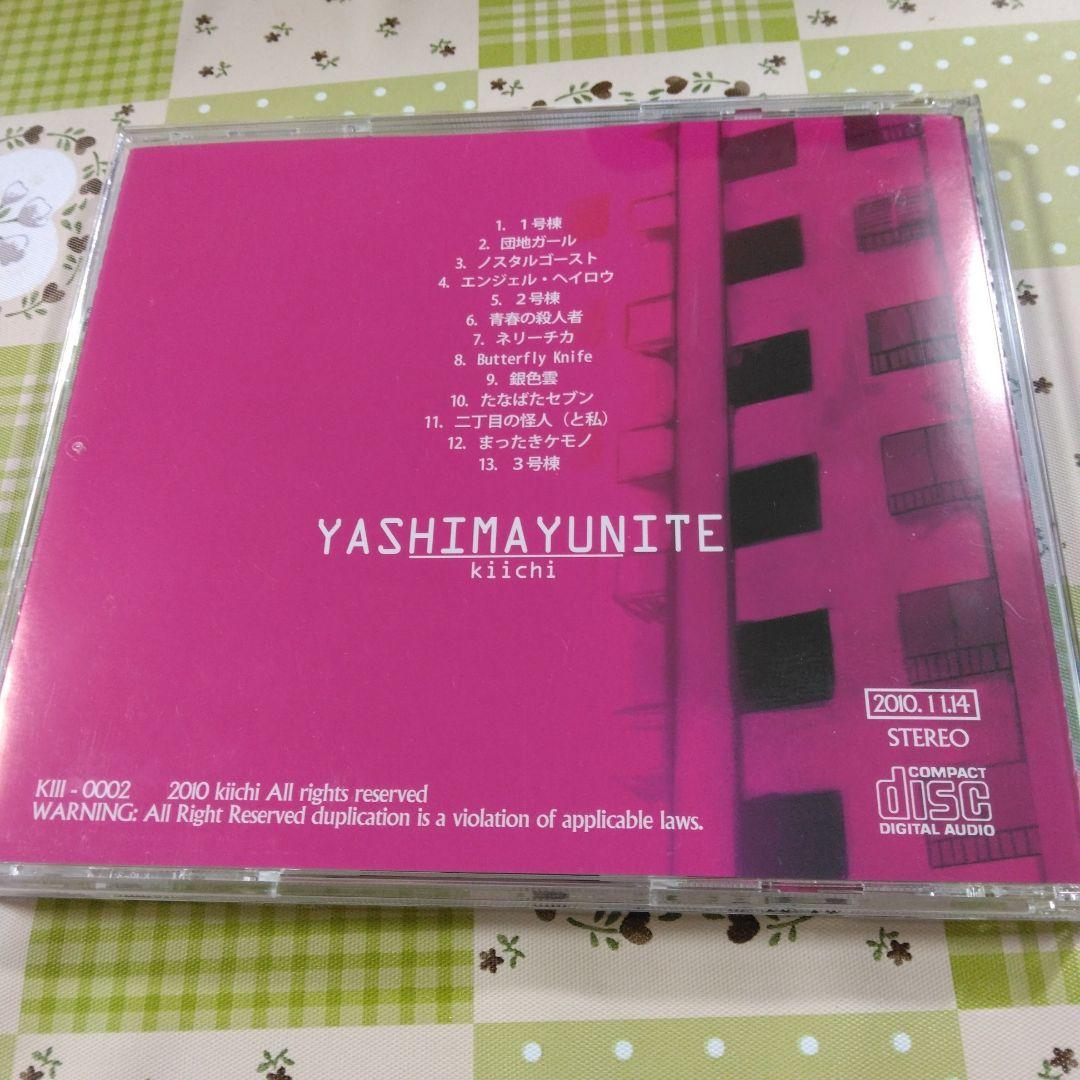 1. 1号棟
2. 団地ガール
3. ノスタルゴースト
4. エンジェル・ヘイロウ
5. 2号棟
6. 青春の殺人者
7. ネリーチカ
8. Butterfly Knife
9. 銀色雲
10. たなばたセブン
11. 二丁目の怪人（と私）
12. まったきケモノ
13. 3号棟
YASHIMAYUNITE
kiichi
2010.11.14
STEREO
COMPACT
disc
DIGITAL AUDIO
KIII - 0002 2010 kiichi All rights reserved
WARNING: All Right Reserved duplication is a violation of applicable laws.